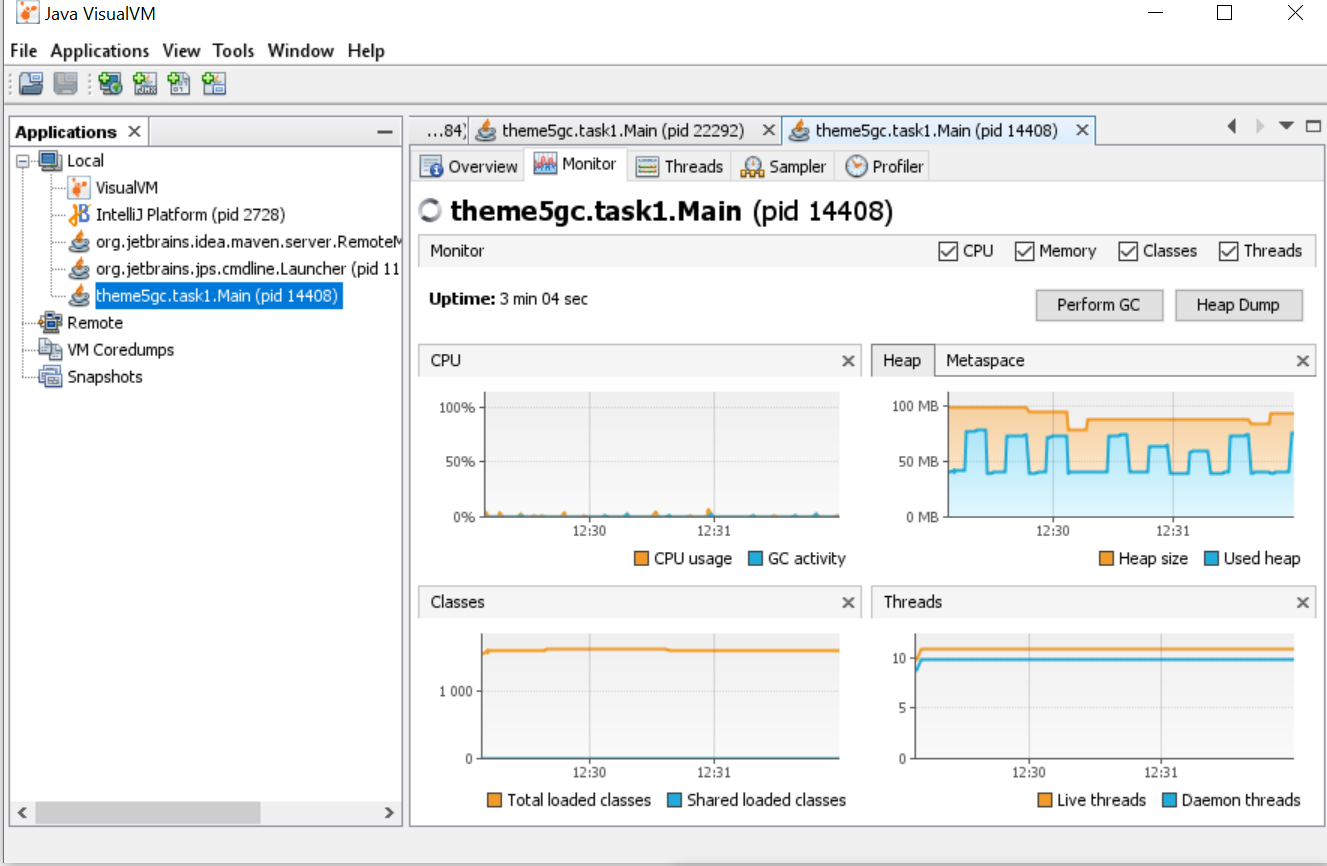 Java VisualVM
File Applications View Tools Window Help
Applications
Local
VisualVM
IntelliJ Platform (pid 2728)
org.jetbrains.idea.maven.server.RemoteM
org.jetbrains.jps.cmdline.Launcher (pid 11
theme5gc.task1.Main (pid 14408)
Remote
VM Coredumps
Snapshots
...84) theme5gc.task1.Main (pid 22292) theme5gc.task1.Main (pid 14408)
Overview Monitor Threads Sampler Profiler
theme5gc.task1.Main (pid 14408)
Monitor CPU Memory Classes Threads
Uptime: 3 min 04 sec
Perform GC Heap Dump
CPU
100%
50%
0%
12:30 12:31
CPU usage GC activity
Heap Metaspace
100 MB
50 MB
0 MB
12:30 12:31
Heap size Used heap
Classes
1 000
0
12:30 12:31
Total loaded classes Shared loaded classes
Threads
10
5
0
12:30 12:31
Live threads Daemon threads